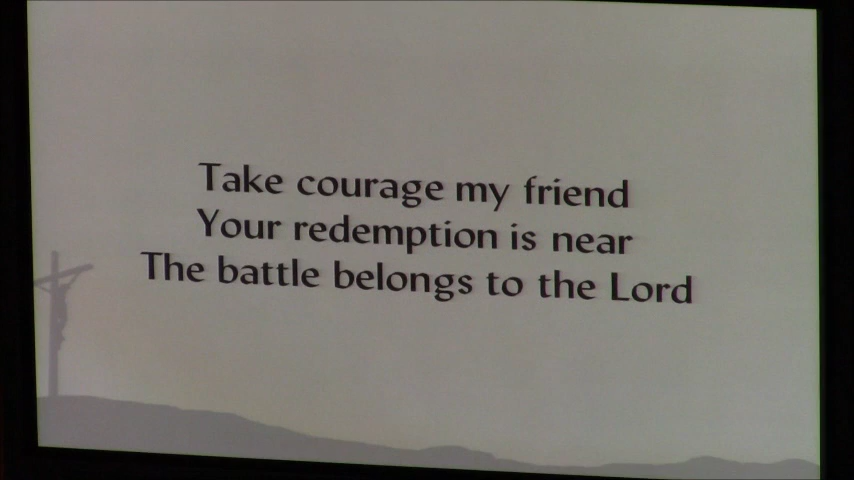 Take courage my friend
Your redemption is near
The battle belongs to the Lord